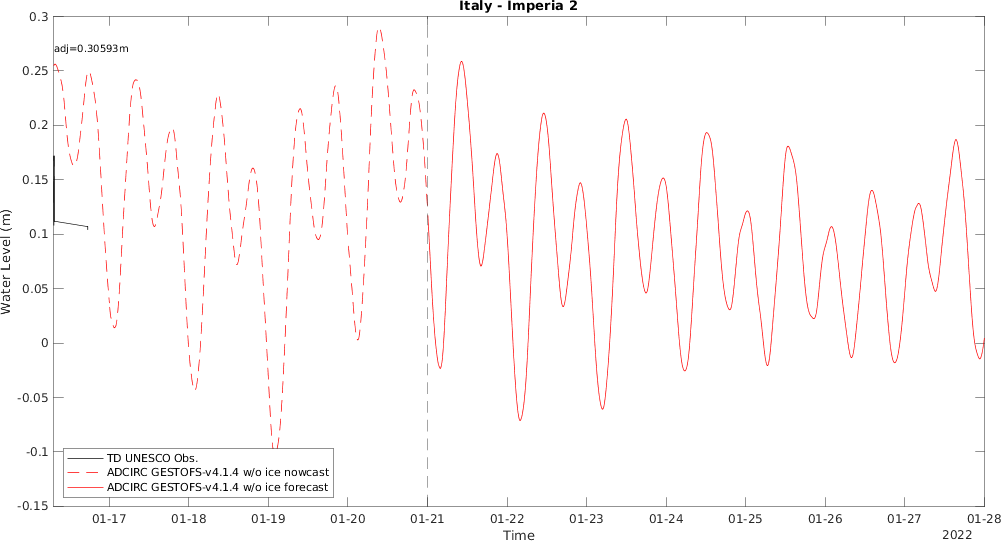 Italy - Imperia 2
adj=0.30593m
Water Level (m)
0.3
0.25
0.2
0.15
0.1
0.05
0
-0.05
-0.1
-0.15
TD UNESCO Obs.
ADCIRC GESTOFS-v4.1.4 w/o ice nowcast
ADCIRC GESTOFS-v4.1.4 w/o ice forecast
01-17 01-18 01-19 01-20 01-21 01-22 01-23 01-24 01-25 01-26 01-27 01-28
Time
2022